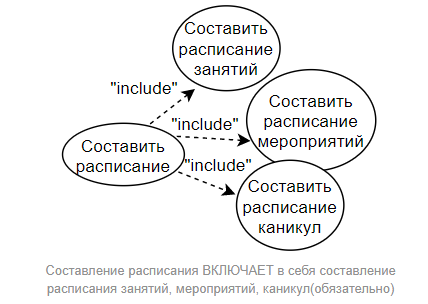 Составить
расписание
занятий
"include"
Составить
расписание
мероприятий
"include"
Составить
расписание
"include"
Составить
расписание
каникул
Составление расписания ВКЛЮЧАЕТ в себя составление
расписания занятий, мероприятий, каникул(обязательно)